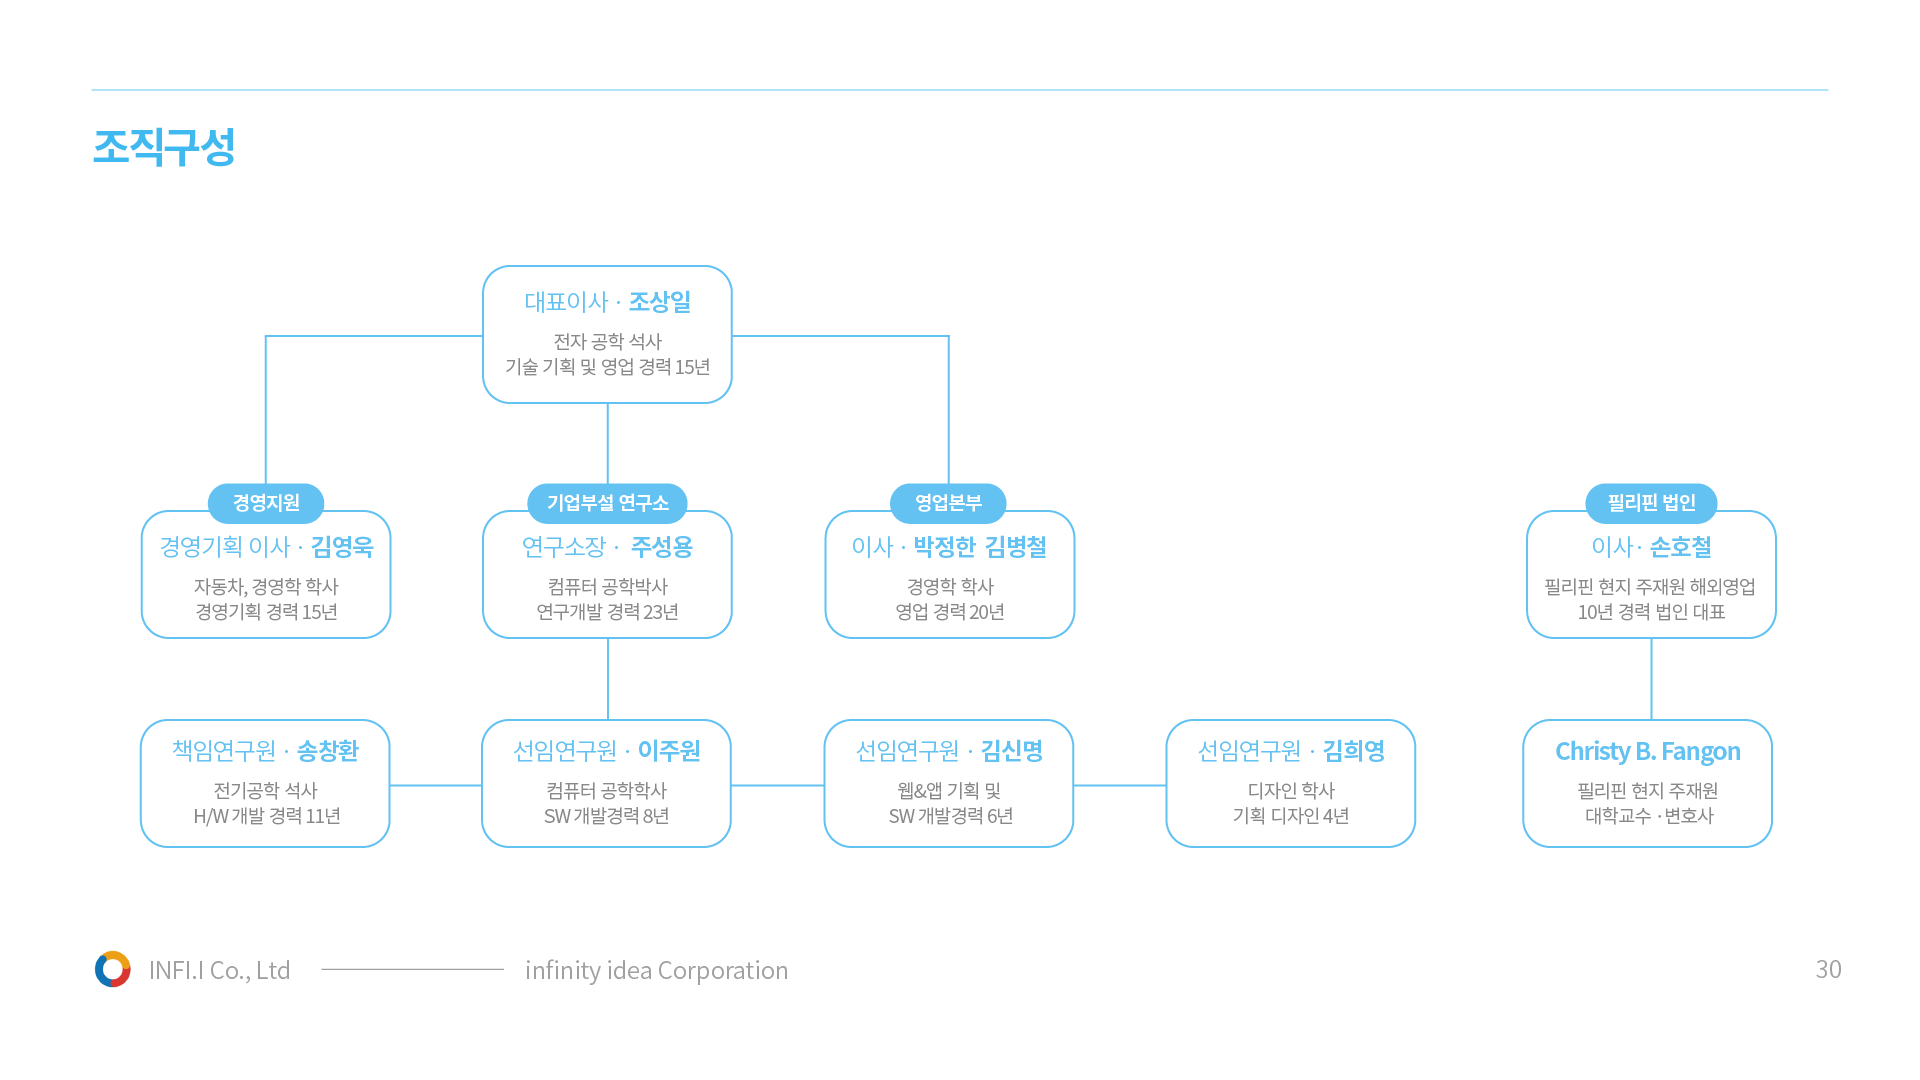 조직구성
대표이사 · 조상일
전자 공학 석사
기술 기획 및 영업 경력 15년
경영지원
경영기획 이사 · 김영욱
자동차, 경영학 학사
경영기획 경력 15년
기업부설 연구소
연구소장 · 주성용
컴퓨터 공학박사
연구개발 경력 23년
영업본부
이사 · 박정한 김병철
경영학 학사
영업 경력 20년
필리핀 법인
이사 · 손호철
필리핀 현지 주재원 해외영업
10년 경력 법인 대표
책임연구원 · 송창환
전기공학 석사
H/W 개발 경력 11년
선임연구원 · 이주원
컴퓨터 공학학사
SW 개발경력 8년
선임연구원 · 김신명
웹&앱 기획 및
SW 개발경력 6년
선임연구원 · 김희영
디자인 학사
기획 디자인 4년
Christy B. Fangon
필리핀 현지 주재원
대학교수 · 변호사
INFI.I Co., Ltd
infinity idea Corporation
30